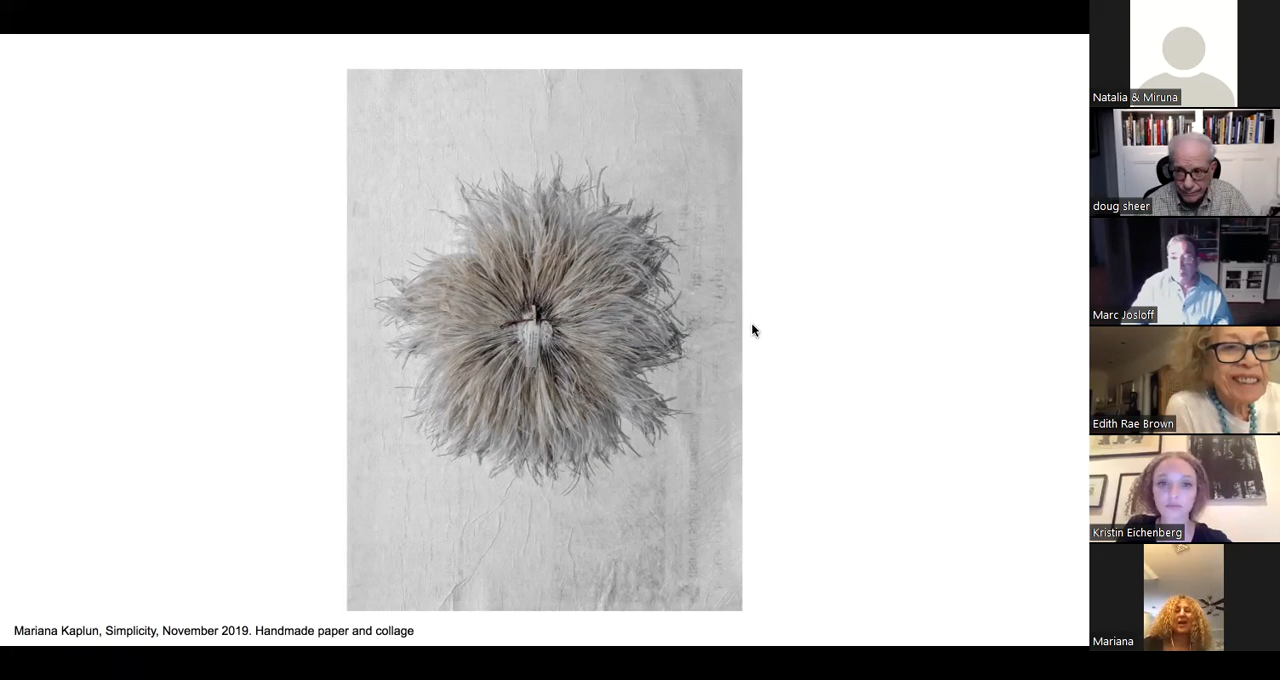 Mariana Kaplun, Simplicity, November 2019. Handmade paper and collage
Natalia & Miruna
doug sheer
Marc Josloff
Edith Rae Brown
Kristin Eichenberg
Mariana